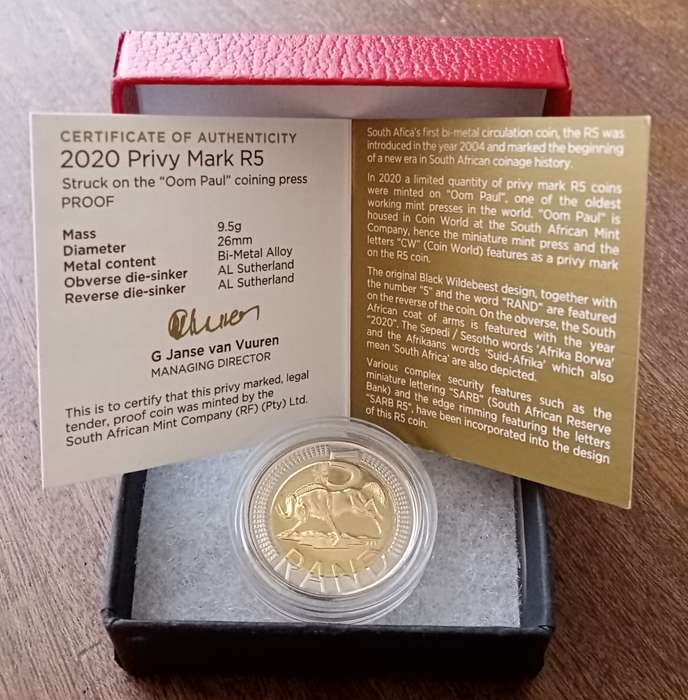 CERTIFICATE OF AUTHENTICITY
2020 Privy Mark R5
Struck on the "Oom Paul" coining press
PROOF
Mass 9.5g
Diameter 26mm
Metal content Bi-Metal Alloy
Obverse die-sinker AL Sutherland
Reverse die-sinker AL Sutherland
G Janse van Vuuren
MANAGING DIRECTOR
This is to certify that this privy marked, legal
tender, proof coin was minted by the
South African Mint Company (RF) (Pty) Ltd.
South Africa's first bi-metal circulation coin, the R5 was
introduced in the year 2004 and marked the beginning
of a new era in South African coinage history.
In 2020 a limited quantity of privy mark R5 coins
were minted on "Oom Paul", one of the oldest
working mint presses in the world. "Oom Paul" is
housed in Coin World at the South African Mint
Company, hence the miniature mint press and the
letters "CW" (Coin World) features as a privy mark
on the R5 coin.
The original Black Wildebeest design, together with
the number "5" and the word "RAND" are featured
on the reverse of the coin. On the obverse, the South
African coat of arms is featured with the year
"2020". The Sepedi / Sesotho words 'Afrika Borwa'
and the Afrikaans words 'Suid-Afrika' which also
mean 'South Africa' are also depicted.
Various complex security features such as the
miniature lettering "SARB" (South African Reserve
Bank) and the edge rimming featuring the letters
"SARB R5", have been incorporated into the design
of this R5 coin.
5
RAND